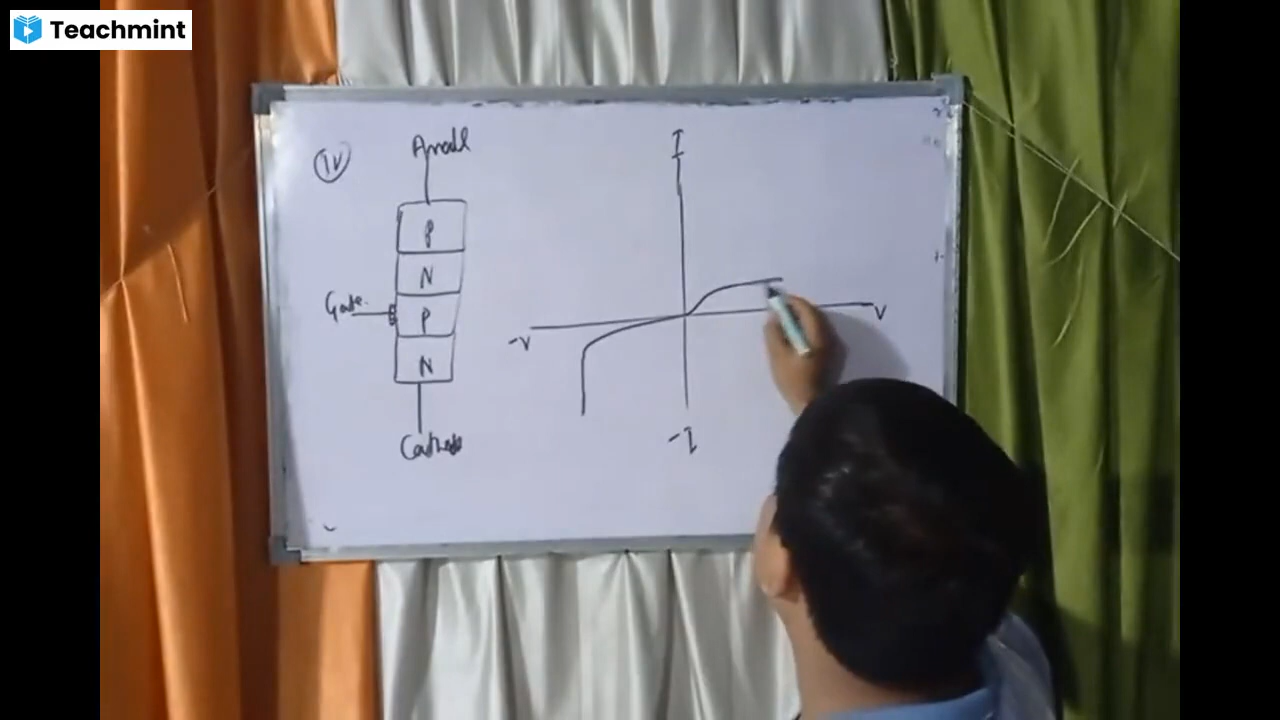 Teachmint
IV
Anode
P
N
Gate
P
N
Cathode
I
V
-V
-I